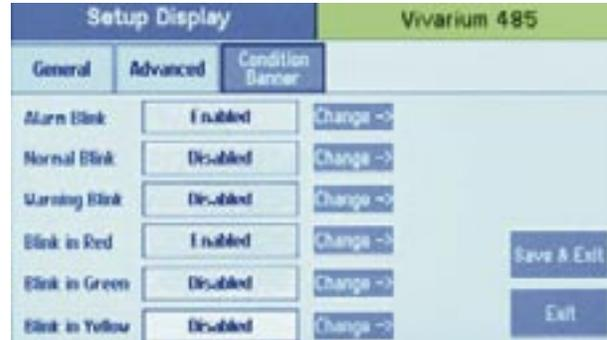 Setup Display Vivarium 485
General Advanced Condition Banner
Alarm Blink Enabled Change ->
Normal Blink Disabled Change ->
Warning Blink Disabled Change ->
Blink in Red Enabled Change ->
Save & Exit
Blink in Green Disabled Change ->
Exit
Blink in Yellow Disabled Change ->